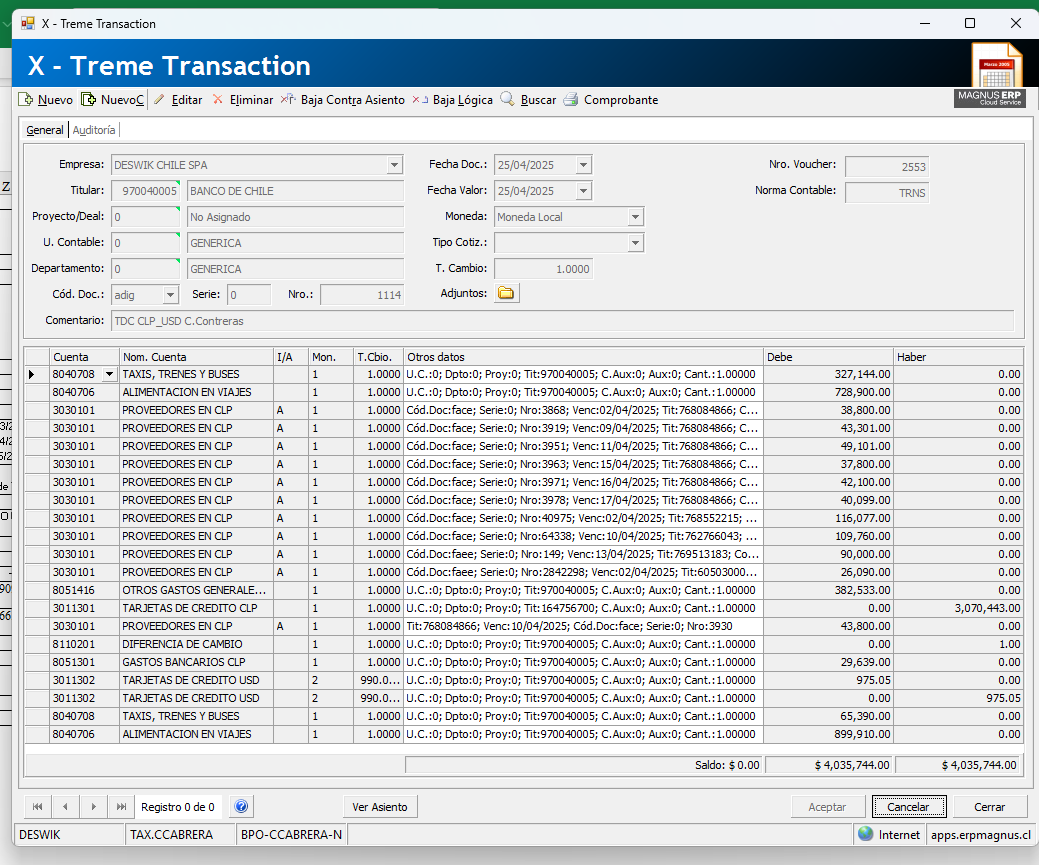 X - Treme Transaction
X - Treme Transaction
Marzo 2005
MAGNUS ERP
Cloud Service
Nuevo NuevoC Editar Eliminar Baja Contra Asiento Baja Lógica Buscar Comprobante
General Auditoría
Empresa: DESWIK CHILE SPA Fecha Doc.: 25/04/2025 Nro. Voucher: 2553
Titular: 970040005 BANCO DE CHILE Fecha Valor: 25/04/2025 Norma Contable: TRNS
Proyecto/Deal: 0 No Asignado Moneda: Moneda Local
U. Contable: 0 GENERICA Tipo Cotiz.:
Departamento: 0 GENERICA T. Cambio: 1.0000
Cód. Doc.: adig Serie: 0 Nro.: 1114 Adjuntos:
Comentario: TDC CLP_USD C.Contreras
Cuenta Nom. Cuenta I/A Mon. T.Cbio. Otros datos Debe Haber
8040708 TAXIS, TRENES Y BUSES 1 1.0000 U.C.:0; Dpto:0; Proy:0; Tit:970040005; C.Aux:0; Aux:0; Cant.:1.00000 327,144.00 0.00
8040706 ALIMENTACION EN VIAJES 1 1.0000 U.C.:0; Dpto:0; Proy:0; Tit:970040005; C.Aux:0; Aux:0; Cant.:1.00000 728,900.00 0.00
3030101 PROVEEDORES EN CLP A 1 1.0000 Cód.Doc:face; Serie:0; Nro:3868; Venc:02/04/2025; Tit:768084866; C... 38,800.00 0.00
3030101 PROVEEDORES EN CLP A 1 1.0000 Cód.Doc:face; Serie:0; Nro:3919; Venc:09/04/2025; Tit:768084866; C... 43,301.00 0.00
3030101 PROVEEDORES EN CLP A 1 1.0000 Cód.Doc:face; Serie:0; Nro:3951; Venc:11/04/2025; Tit:768084866; C... 49,101.00 0.00
3030101 PROVEEDORES EN CLP A 1 1.0000 Cód.Doc:face; Serie:0; Nro:3963; Venc:15/04/2025; Tit:768084866; C... 37,800.00 0.00
3030101 PROVEEDORES EN CLP A 1 1.0000 Cód.Doc:face; Serie:0; Nro:3971; Venc:16/04/2025; Tit:768084866; C... 42,100.00 0.00
3030101 PROVEEDORES EN CLP A 1 1.0000 Cód.Doc:face; Serie:0; Nro:3978; Venc:17/04/2025; Tit:768084866; C... 40,099.00 0.00
3030101 PROVEEDORES EN CLP A 1 1.0000 Cód.Doc:face; Serie:0; Nro:40975; Venc:02/04/2025; Tit:768552215; ... 116,077.00 0.00
3030101 PROVEEDORES EN CLP A 1 1.0000 Cód.Doc:face; Serie:0; Nro:64338; Venc:10/04/2025; Tit:762766043; ... 109,760.00 0.00
3030101 PROVEEDORES EN CLP A 1 1.0000 Cód.Doc:faee; Serie:0; Nro:149; Venc:13/04/2025; Tit:769513183; Co... 90,000.00 0.00
3030101 PROVEEDORES EN CLP A 1 1.0000 Cód.Doc:faee; Serie:0; Nro:2842298; Venc:02/04/2025; Tit:60503000... 26,090.00 0.00
8051416 OTROS GASTOS GENERALE... 1 1.0000 U.C.:0; Dpto:0; Proy:0; Tit:970040005; C.Aux:0; Aux:0; Cant.:1.00000 382,533.00 0.00
3011301 TARJETAS DE CREDITO CLP 1 1.0000 U.C.:0; Dpto:0; Proy:0; Tit:164756700; C.Aux:0; Aux:0; Cant.:1.00000 0.00 3,070,443.00
3030101 PROVEEDORES EN CLP A 1 1.0000 Tit:768084866; Venc:10/04/2025; Cód.Doc:face; Serie:0; Nro:3930 43,800.00 0.00
8110201 DIFERENCIA DE CAMBIO 1 1.0000 U.C.:0; Dpto:0; Proy:0; Tit:970040005; C.Aux:0; Aux:0; Cant.:1.00000 0.00 1.00
8051301 GASTOS BANCARIOS CLP 1 1.0000 U.C.:0; Dpto:0; Proy:0; Tit:970040005; C.Aux:0; Aux:0; Cant.:1.00000 29,639.00 0.00
3011302 TARJETAS DE CREDITO USD 2 990.0... U.C.:0; Dpto:0; Proy:0; Tit:970040005; C.Aux:0; Aux:0; Cant.:1.00000 975.05 0.00
3011302 TARJETAS DE CREDITO USD 2 990.0... U.C.:0; Dpto:0; Proy:0; Tit:970040005; C.Aux:0; Aux:0; Cant.:1.00000 0.00 975.05
8040708 TAXIS, TRENES Y BUSES 1 1.0000 U.C.:0; Dpto:0; Proy:0; Tit:970040005; C.Aux:0; Aux:0; Cant.:1.00000 65,390.00 0.00
8040706 ALIMENTACION EN VIAJES 1 1.0000 U.C.:0; Dpto:0; Proy:0; Tit:970040005; C.Aux:0; Aux:0; Cant.:1.00000 899,910.00 0.00
Saldo: $ 0.00 $ 4,035,744.00 $ 4,035,744.00
Registro 0 de 0 Ver Asiento Aceptar Cancelar Cerrar
DESWIK TAX.CCABRERA BPO-CCABRERA-N Internet apps.erpmagnus.cl